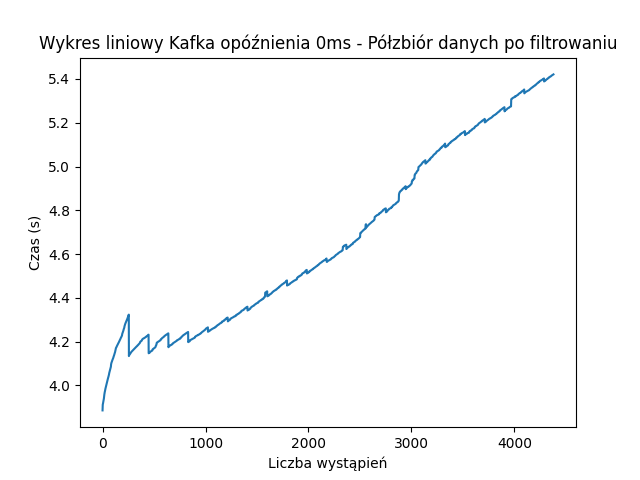 Wykres liniowy Kafka opóźnienia 0ms - Półzbiór danych po filtrowaniu
5.4
5.2
5.0
4.8
4.6
4.4
4.2
4.0
Czas (s)
0 1000 2000 3000 4000
Liczba wystąpień